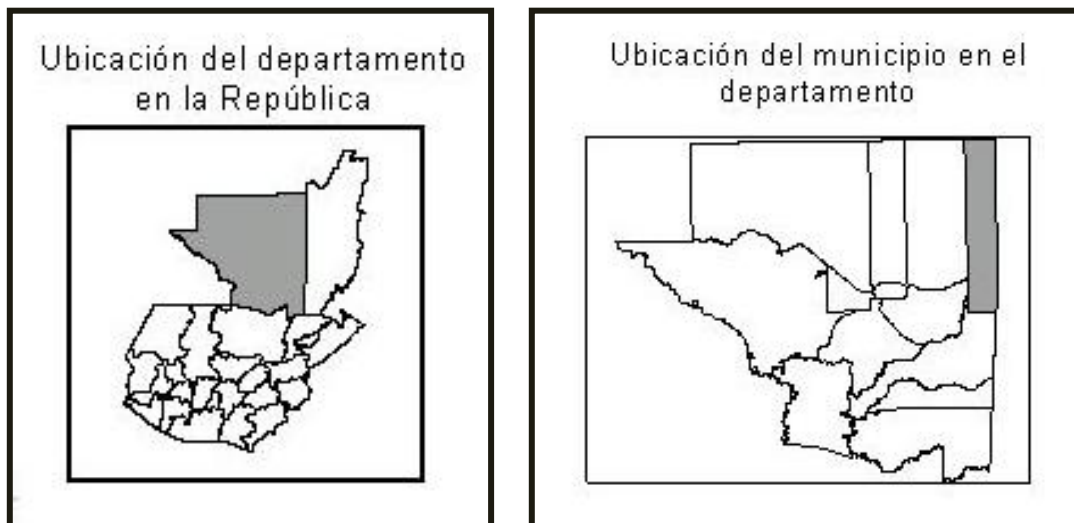 Ubicación del departamento
en la República
Ubicación del municipio en el
departamento